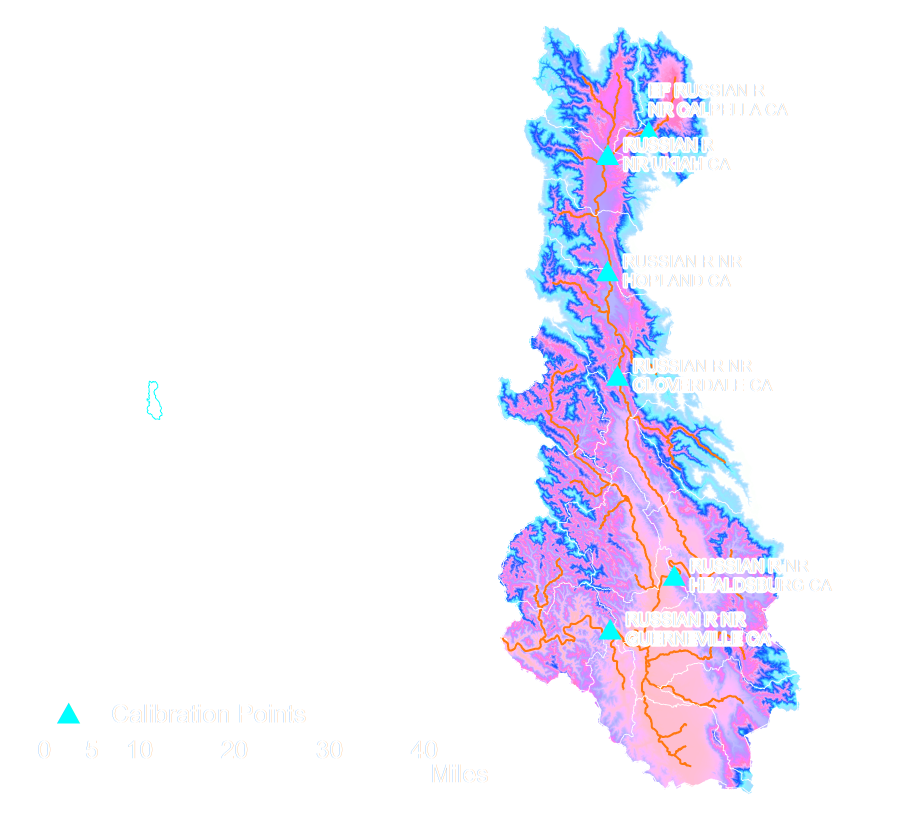 EF RUSSIAN R
NR CALPELLA CA
RUSSIAN R
NR UKIAH CA
RUSSIAN R NR
HOPLAND CA
RUSSIAN R NR
CLOVERDALE CA
RUSSIAN R NR
HEALDSBURG CA
RUSSIAN R NR
GUERNEVILLE CA
Calibration Points
0 5 10 20 30 40
Miles